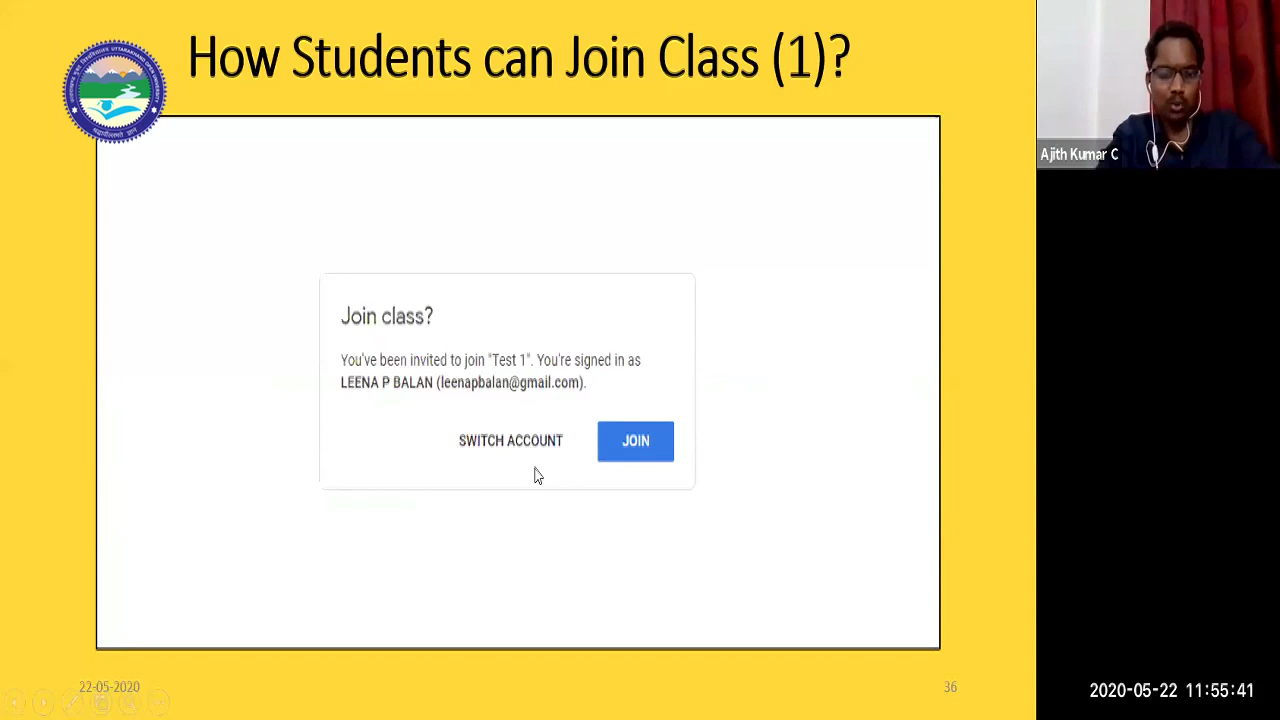 How Students can Join Class (1)?
Ajith Kumar C
Join class?
You've been invited to join "Test 1". You're signed in as
LEENA P BALAN (leenapbalan@gmail.com).
SWITCH ACCOUNT
JOIN
22-05-2020
36
2020-05-22 11:55:41